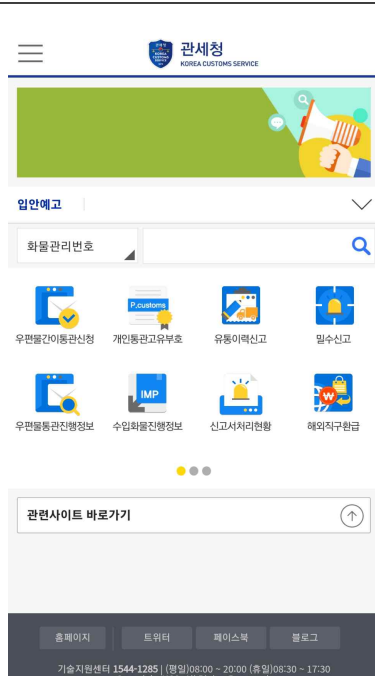 관세청
KOREA CUSTOMS SERVICE
입안예고
화물관리번호
우편물간이통관신청 개인통관고유부호 유통이력신고 밀수신고
P.customs
우편물통관진행정보 수입화물진행정보 신고서처리현황 해외직구환급
IMP
관련사이트 바로가기
홈페이지 트위터 페이스북 블로그
기술지원센터 1544-1285 | (평일)08:00 ~ 20:00 (휴일)08:30 ~ 17:30